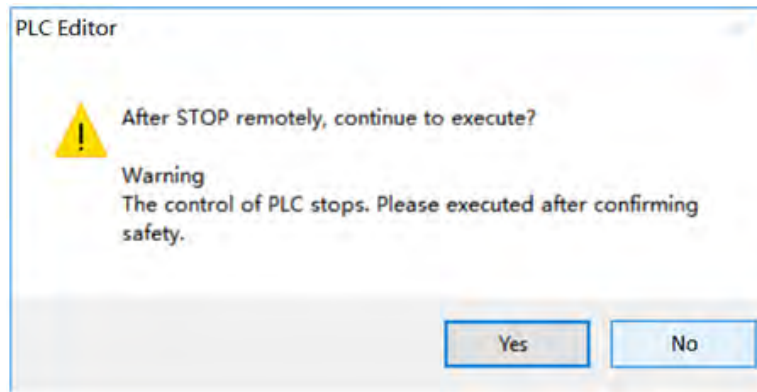 PLC Editor
After STOP remotely, continue to execute?
Warning
The control of PLC stops. Please executed after confirming
safety.
Yes
No